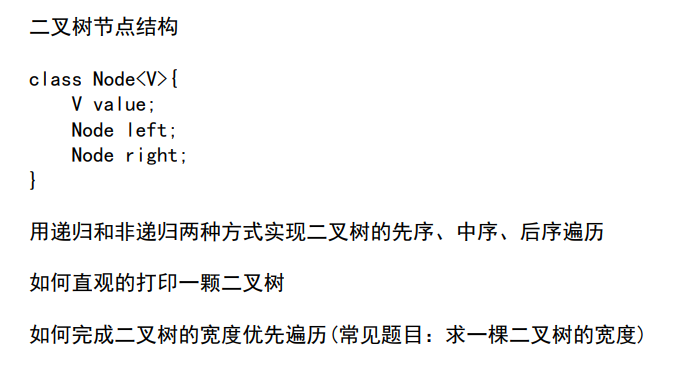 二叉树节点结构
class Node<V>{
    V value;
    Node left;
    Node right;
}
用递归和非递归两种方式实现二叉树的先序、中序、后序遍历
如何直观的打印一颗二叉树
如何完成二叉树的宽度优先遍历(常见题目：求一棵二叉树的宽度)